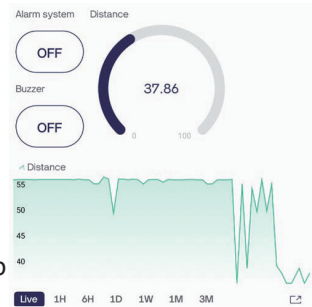 Alarm system Distance
OFF
37.86
Buzzer
OFF
0 100
Distance
55
50
45
40
Live 1H 6H 1D 1W 1M 3M